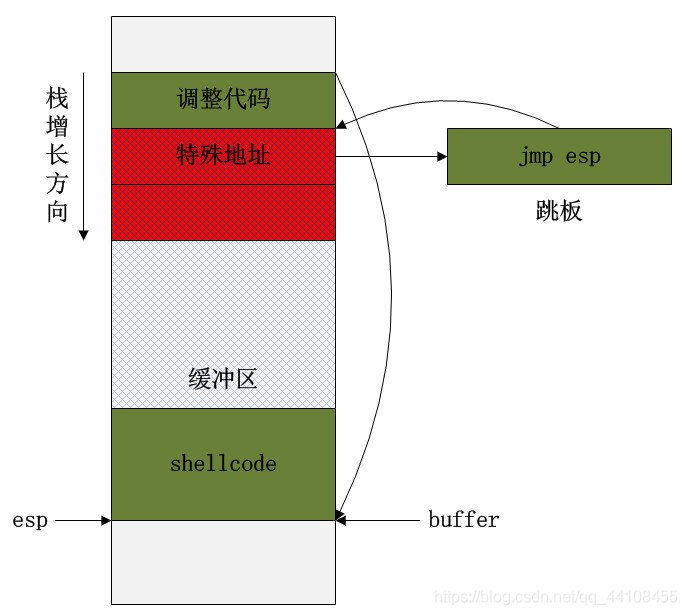 调整代码
栈增长方向
特殊地址
jmp esp
跳板
缓冲区
shellcode
esp
buffer
https://blog.csdn.net/qq_44108455